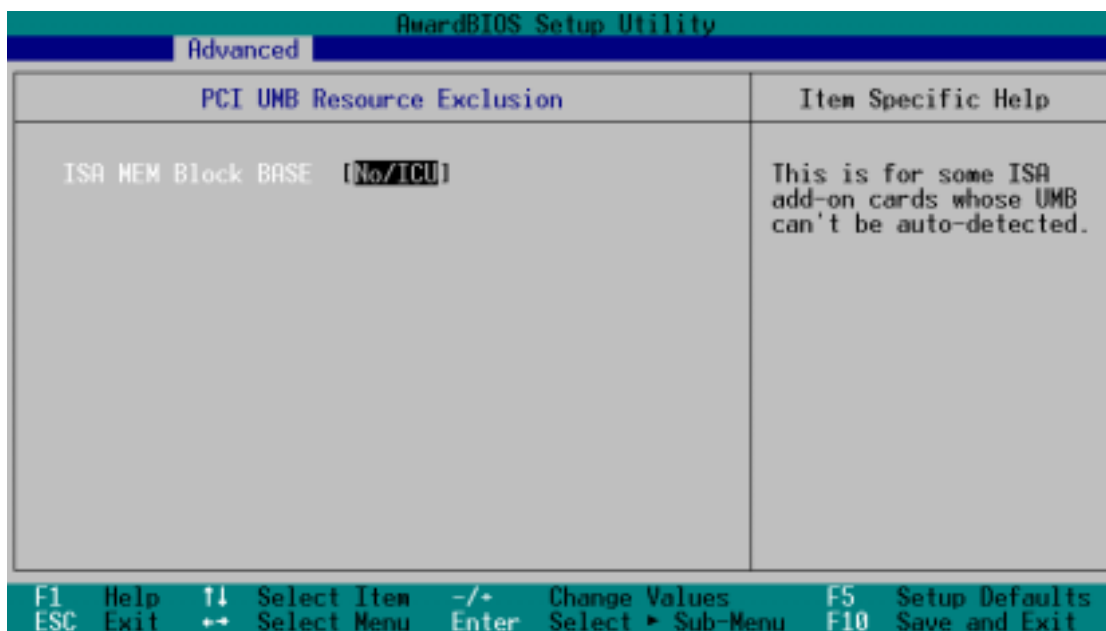 AwardBIOS Setup Utility
Advanced
PCI UMB Resource Exclusion
Item Specific Help
ISA MEM Block BASE [No/ICU]
This is for some ISA
add-on cards whose UMB
can't be auto-detected.
F1 Help ↑↓ Select Item -/+ Change Values F5 Setup Defaults
ESC Exit ←→ Select Menu Enter Select ► Sub-Menu F10 Save and Exit